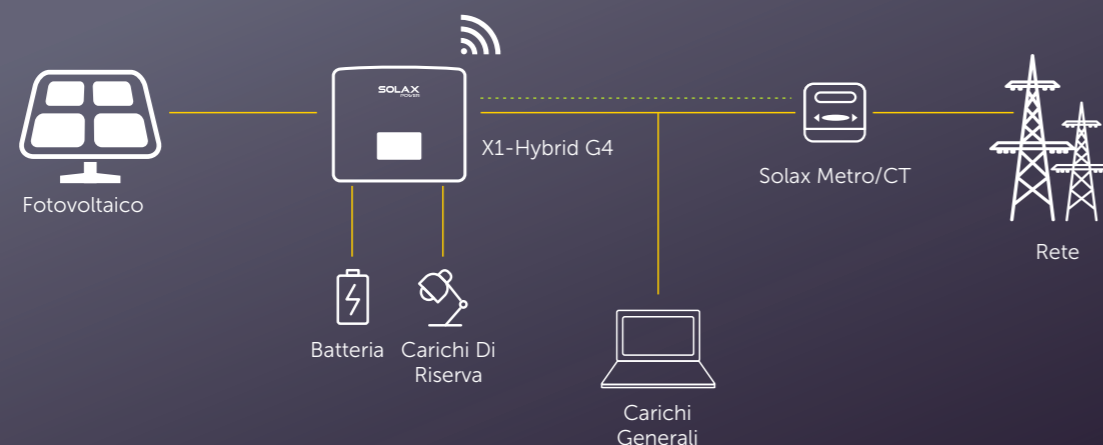 SOLAX
POWER
X1-Hybrid G4
Solax Metro/CT
Fotovoltaico
Rete
Batteria
Carichi Di
Riserva
Carichi
Generali